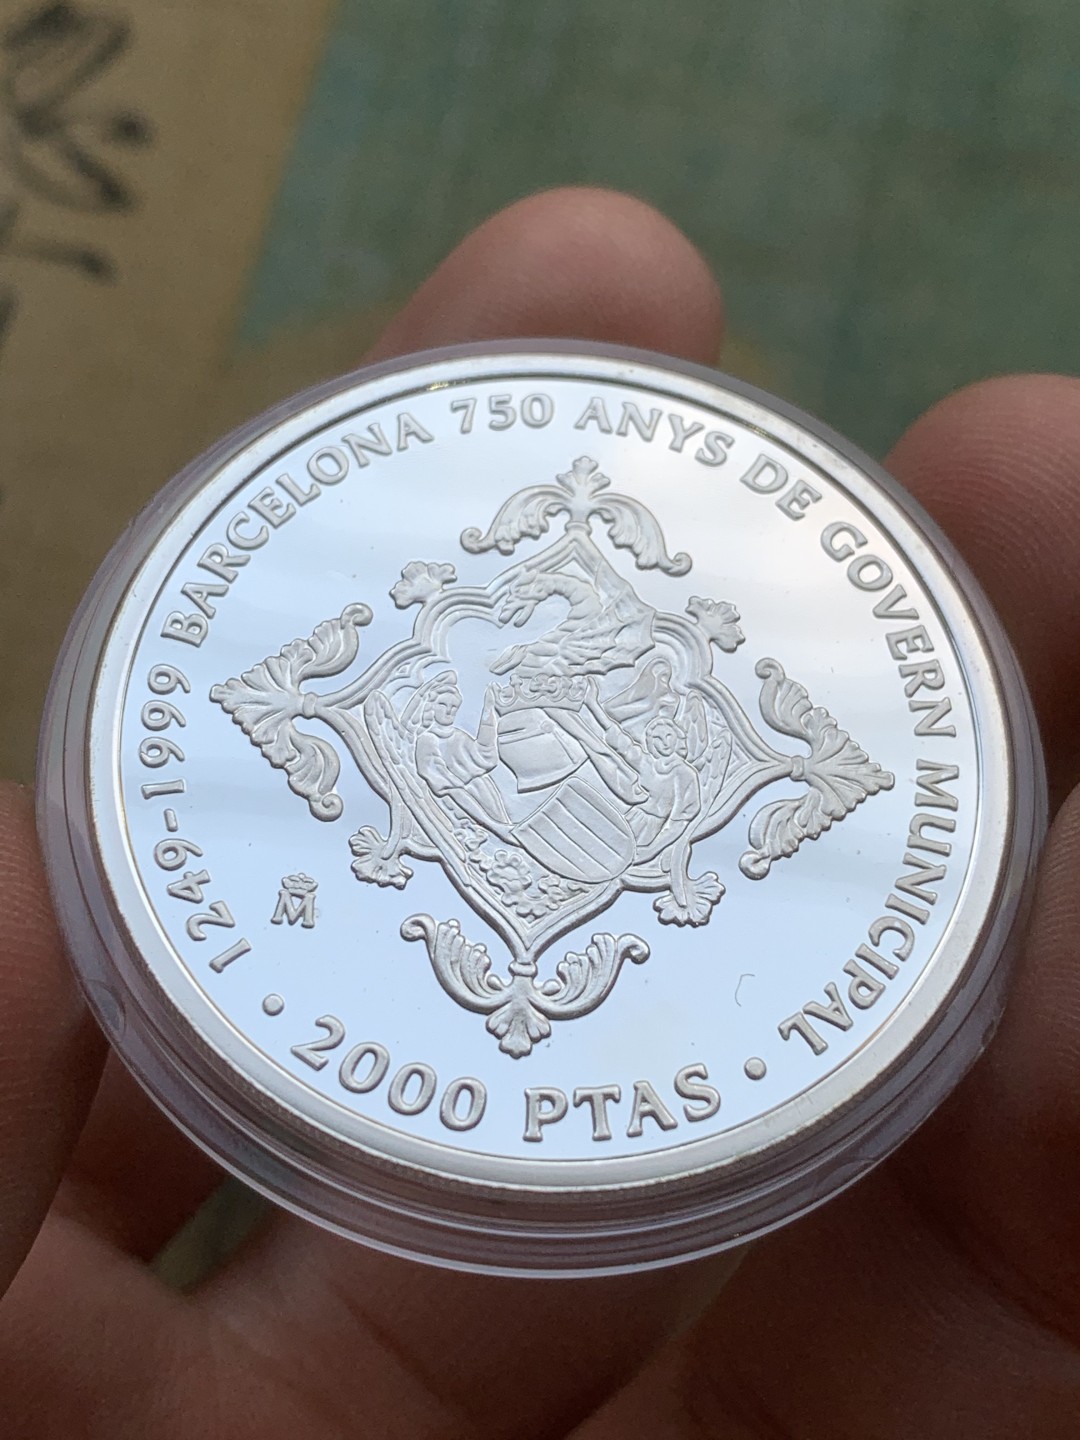 1249-1999 BARCELONA 750 ANYS DE GOVERN MUNICIPAL
• 2000 PTAS •
M